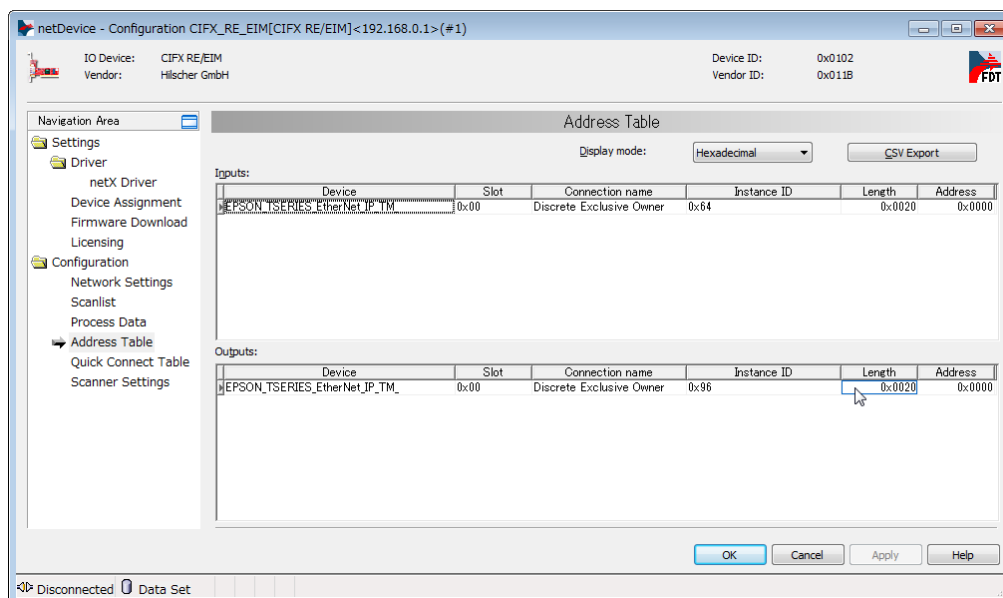 netDevice - Configuration CIFX_RE_EIM[CIFX RE/EIM]<192.168.0.1>(#1)
IO Device: CIFX RE/EIM Device ID: 0x0102
Vendor: Hilscher GmbH Vendor ID: 0x011B
FDT
Navigation Area
Settings
Driver
netX Driver
Device Assignment
Firmware Download
Licensing
Configuration
Network Settings
Scanlist
Process Data
Address Table
Quick Connect Table
Scanner Settings
Address Table
Display mode: Hexadecimal CSV Export
Inputs:
Device Slot Connection name Instance ID Length Address
EPSON_TSERIES_EtherNet_IP_TM_ 0x00 Discrete Exclusive Owner 0x64 0x0020 0x0000
Outputs:
Device Slot Connection name Instance ID Length Address
EPSON_TSERIES_EtherNet_IP_TM_ 0x00 Discrete Exclusive Owner 0x96 0x0020 0x0000
OK Cancel Apply Help
Disconnected Data Set